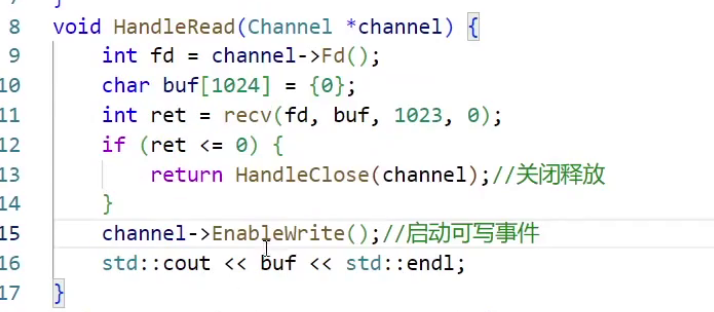 7 }
8 void HandleRead(Channel *channel) {
9 int fd = channel->Fd();
10 char buf[1024] = {0};
11 int ret = recv(fd, buf, 1023, 0);
12 if (ret <= 0) {
13 return HandleClose(channel);//关闭释放
14 }
15 channel->EnableWrite();//启动可写事件
16 std::cout << buf << std::endl;
17 }